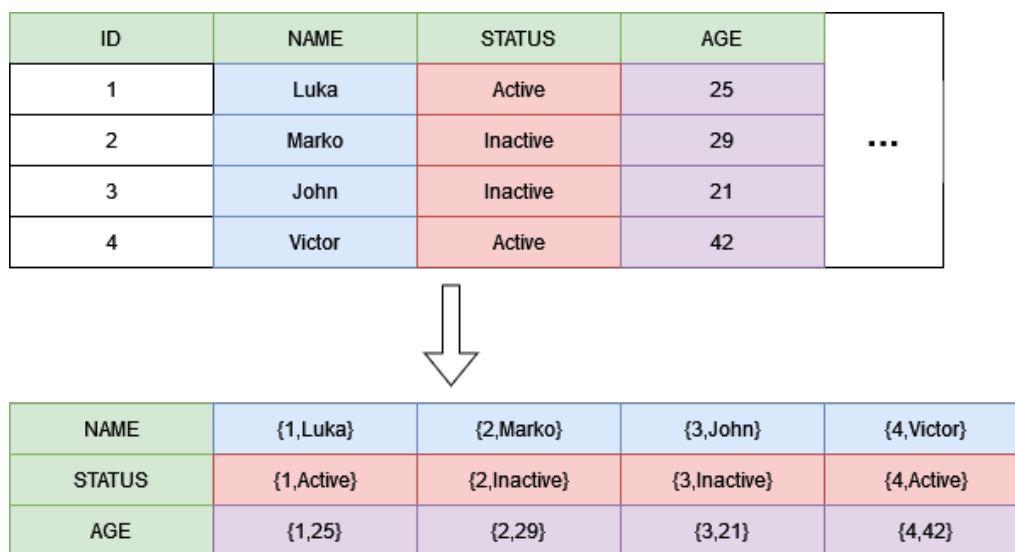 ID NAME STATUS AGE
1 Luka Active 25
2 Marko Inactive 29 ...
3 John Inactive 21
4 Victor Active 42
NAME {1,Luka} {2,Marko} {3,John} {4,Victor}
STATUS {1,Active} {2,Inactive} {3,Inactive} {4,Active}
AGE {1,25} {2,29} {3,21} {4,42}